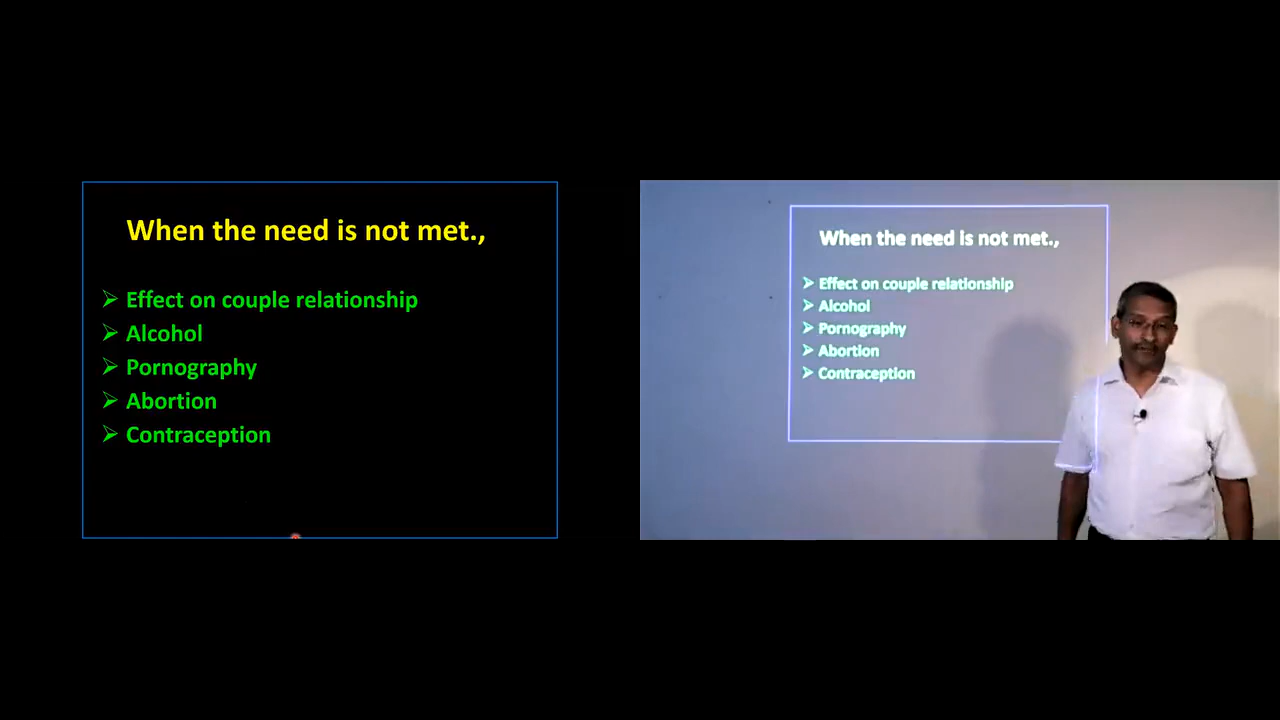 When the need is not met.,
➢ Effect on couple relationship
➢ Alcohol
➢ Pornography
➢ Abortion
➢ Contraception
When the need is not met.,
➢ Effect on couple relationship
➢ Alcohol
➢ Pornography
➢ Abortion
➢ Contraception